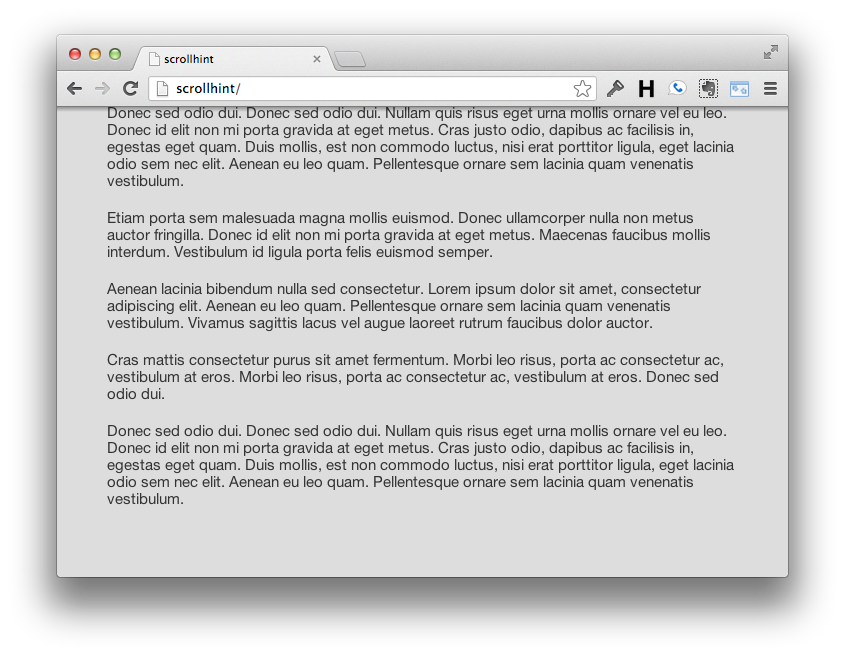 scrollhint
scrollhint/
H
Donec sed odio dui. Donec sed odio dui. Nullam quis risus eget urna mollis ornare vel eu leo.
Donec id elit non mi porta gravida at eget metus. Cras justo odio, dapibus ac facilisis in,
egestas eget quam. Duis mollis, est non commodo luctus, nisi erat porttitor ligula, eget lacinia
odio sem nec elit. Aenean eu leo quam. Pellentesque ornare sem lacinia quam venenatis
vestibulum.
Etiam porta sem malesuada magna mollis euismod. Donec ullamcorper nulla non metus
auctor fringilla. Donec id elit non mi porta gravida at eget metus. Maecenas faucibus mollis
interdum. Vestibulum id ligula porta felis euismod semper.
Aenean lacinia bibendum nulla sed consectetur. Lorem ipsum dolor sit amet, consectetur
adipiscing elit. Aenean eu leo quam. Pellentesque ornare sem lacinia quam venenatis
vestibulum. Vivamus sagittis lacus vel augue laoreet rutrum faucibus dolor auctor.
Cras mattis consectetur purus sit amet fermentum. Morbi leo risus, porta ac consectetur ac,
vestibulum at eros. Morbi leo risus, porta ac consectetur ac, vestibulum at eros. Donec sed
odio dui.
Donec sed odio dui. Donec sed odio dui. Nullam quis risus eget urna mollis ornare vel eu leo.
Donec id elit non mi porta gravida at eget metus. Cras justo odio, dapibus ac facilisis in,
egestas eget quam. Duis mollis, est non commodo luctus, nisi erat porttitor ligula, eget lacinia
odio sem nec elit. Aenean eu leo quam. Pellentesque ornare sem lacinia quam venenatis
vestibulum.